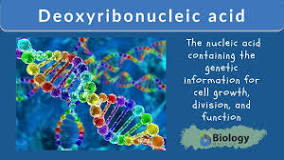 Deoxyribonucleic acid
The nucleic acid
containing the
genetic
information for
cell growth,
division, and
function
Biology